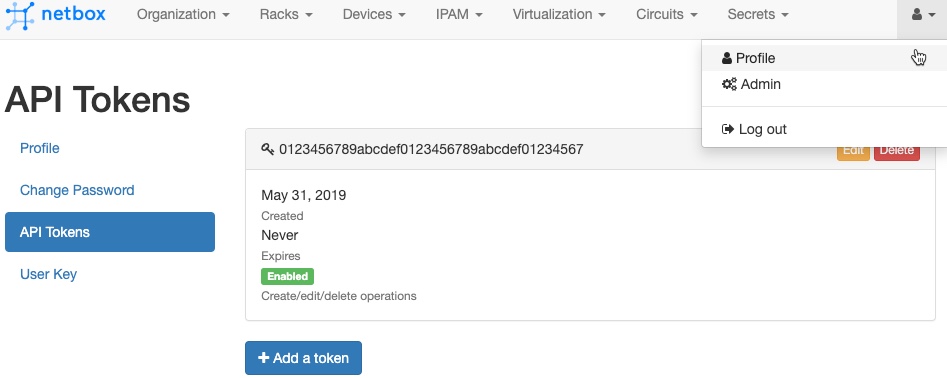 netbox Organization Racks Devices IPAM Virtualization Circuits Secrets
Profile
Admin
Log out
API Tokens
Profile
Change Password
API Tokens
User Key
0123456789abcdef0123456789abcdef01234567
Edit Delete
May 31, 2019
Created
Never
Expires
Enabled
Create/edit/delete operations
+ Add a token